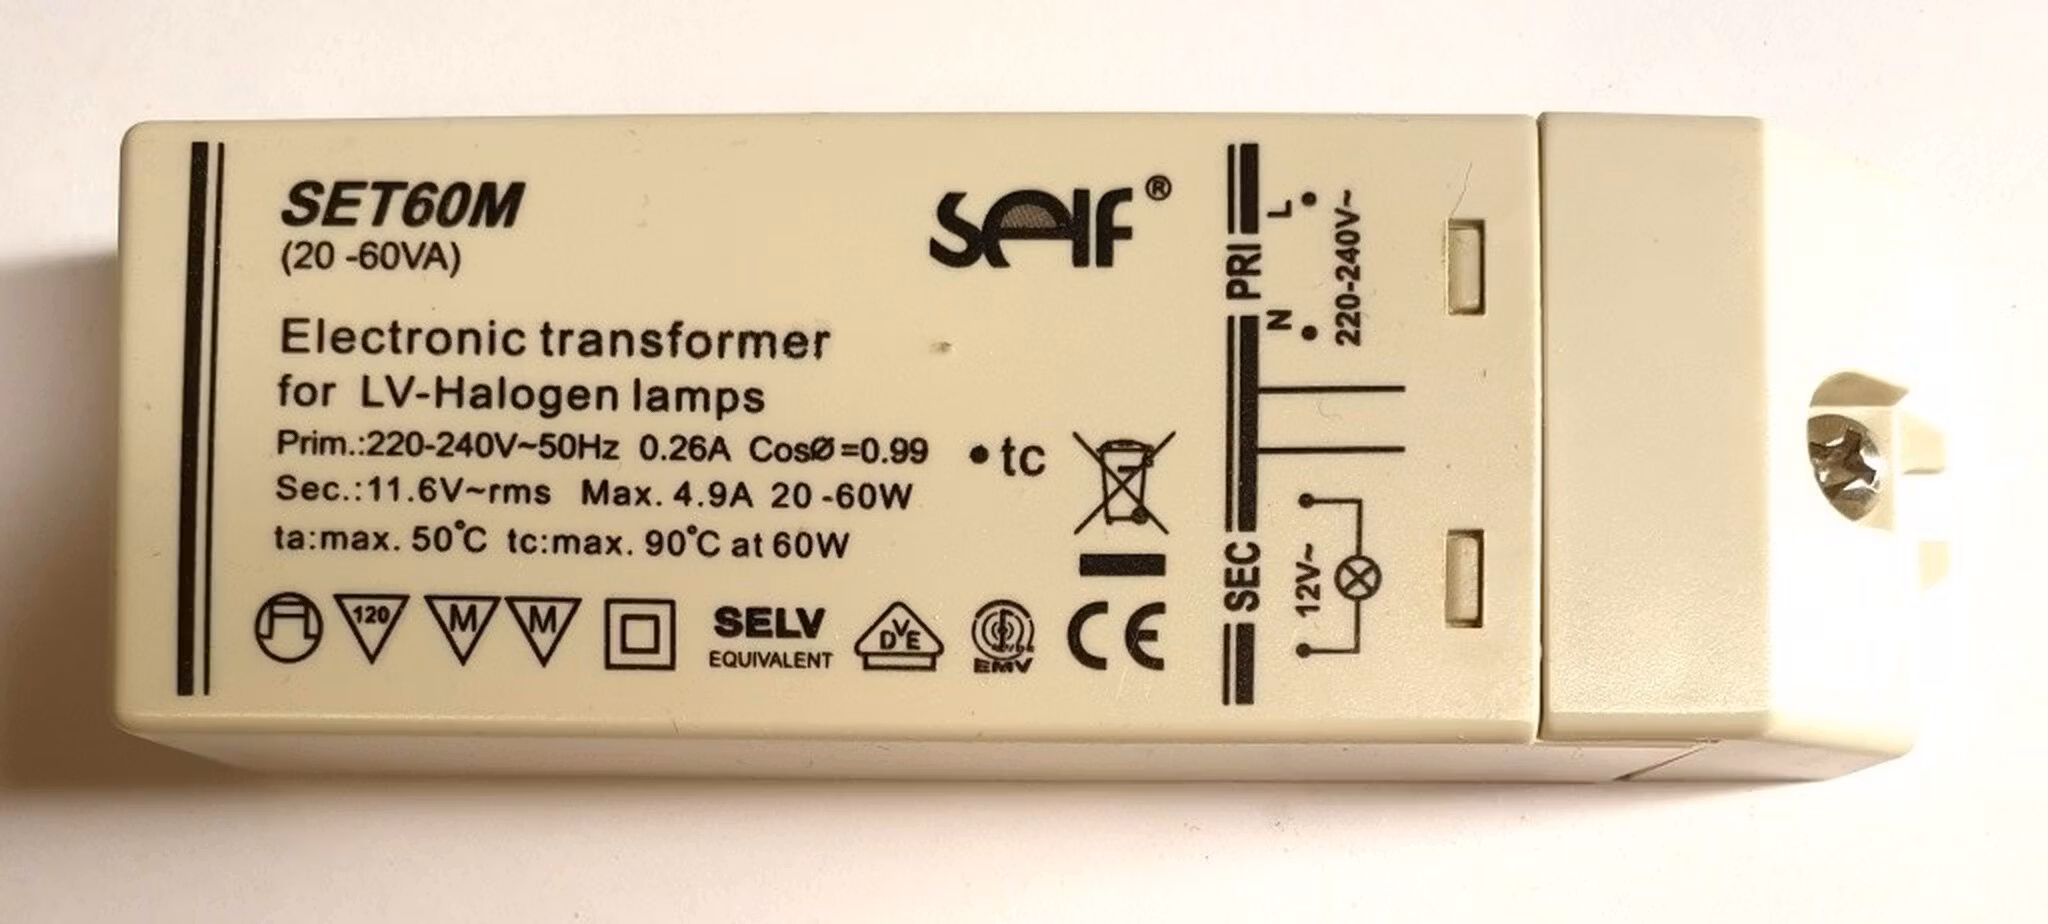 SET60M
(20 -60VA)
SELF®
Electronic transformer
for LV-Halogen lamps
Prim.:220-240V~50Hz 0.26A CosØ=0.99
Sec.:11.6V~rms Max. 4.9A 20 -60W
ta:max. 50°C tc:max. 90°C at 60W
•tc
120
M
M
SELV
EQUIVALENT
DVE
EMV
CE
PRI
L
N
220-240V~
SEC
12V~